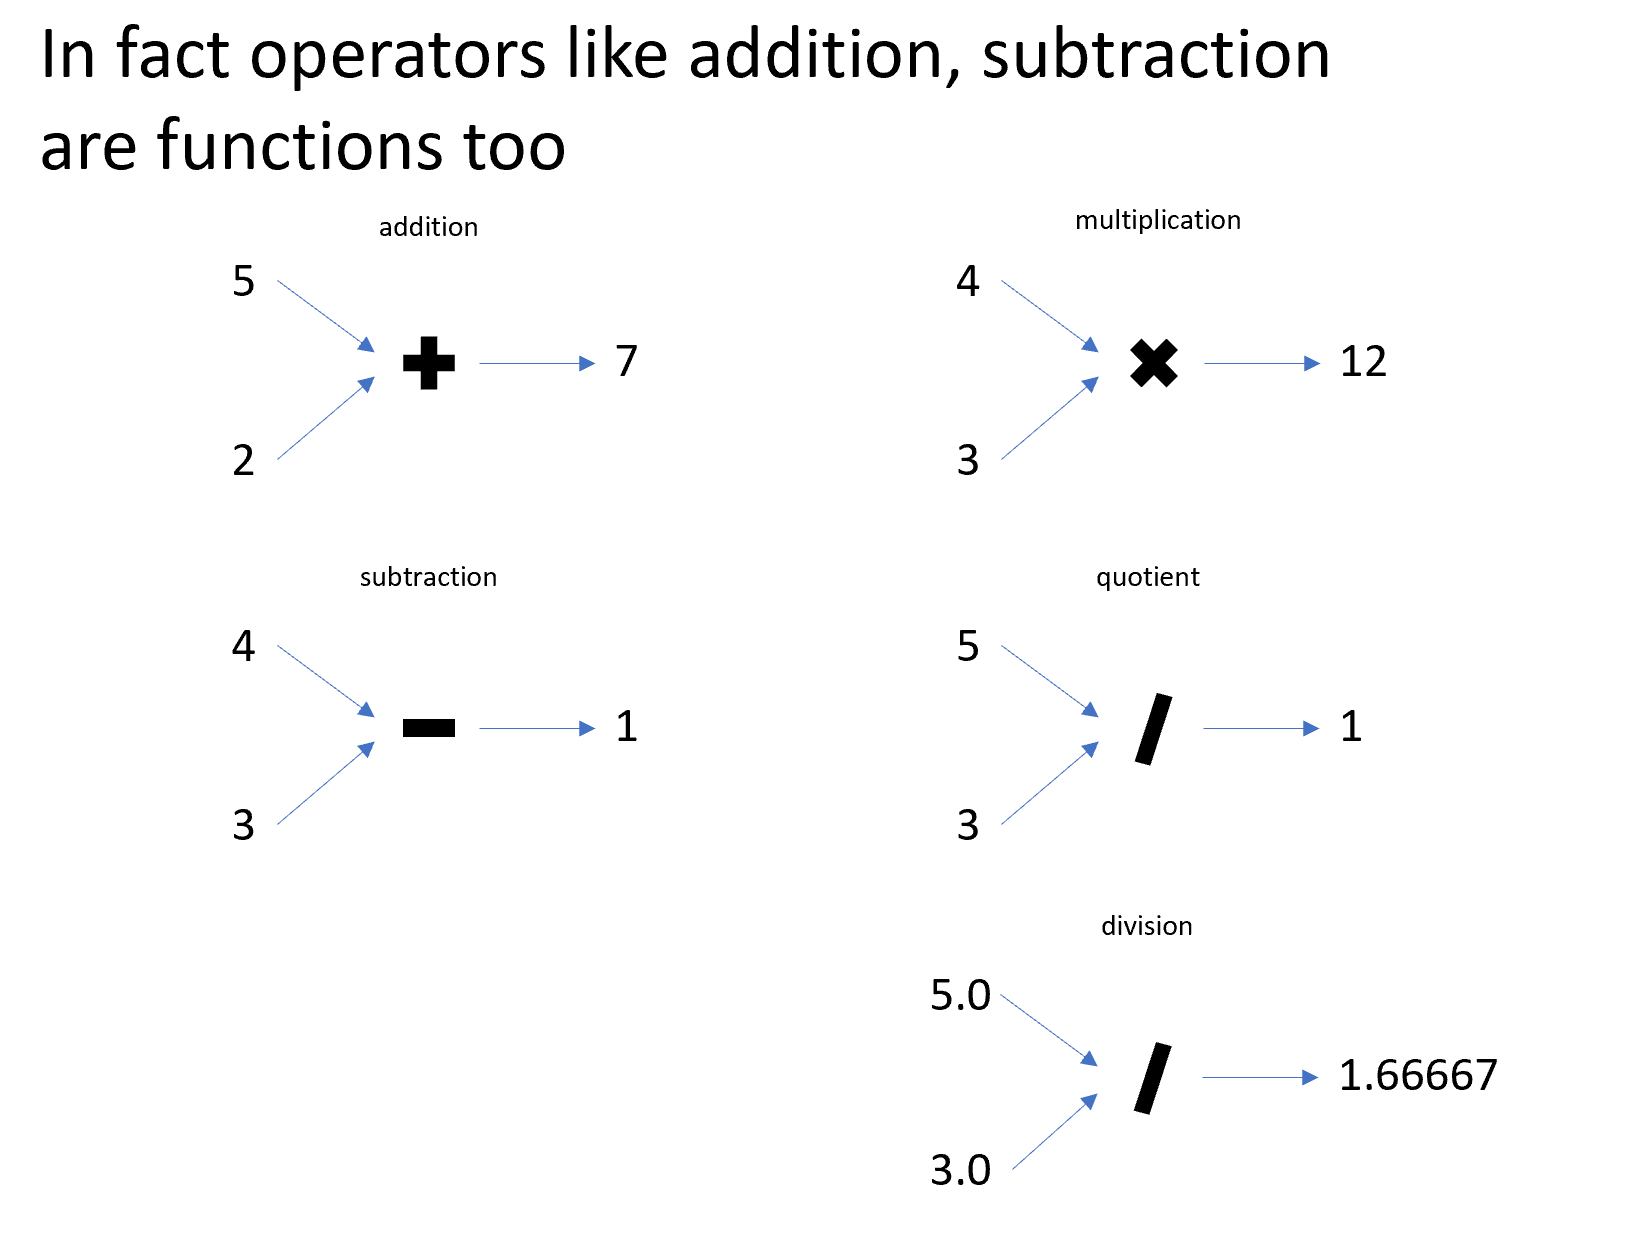 In fact operators like addition, subtraction
are functions too
addition
5
+
7
2
multiplication
4
×
12
3
subtraction
4
−
1
3
quotient
5
/
1
3
division
5.0
/
1.66667
3.0